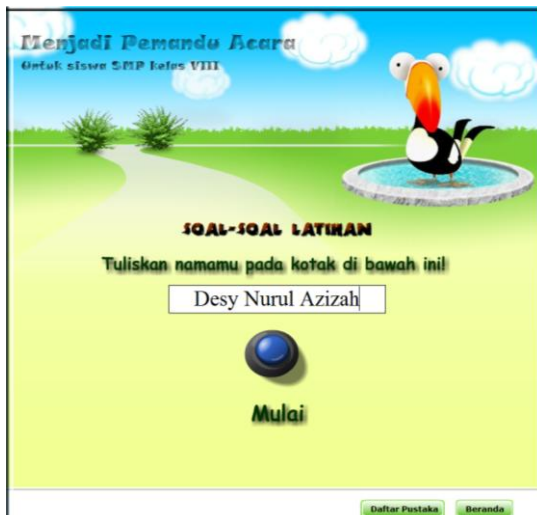 Menjadi Pemandu Acara
Untuk siswa SMP kelas VIII
SOAL-SOAL LATIHAN
Tuliskan namamu pada kotak di bawah ini!
Desy Nurul Azizah
Mulai
Daftar Pustaka
Beranda